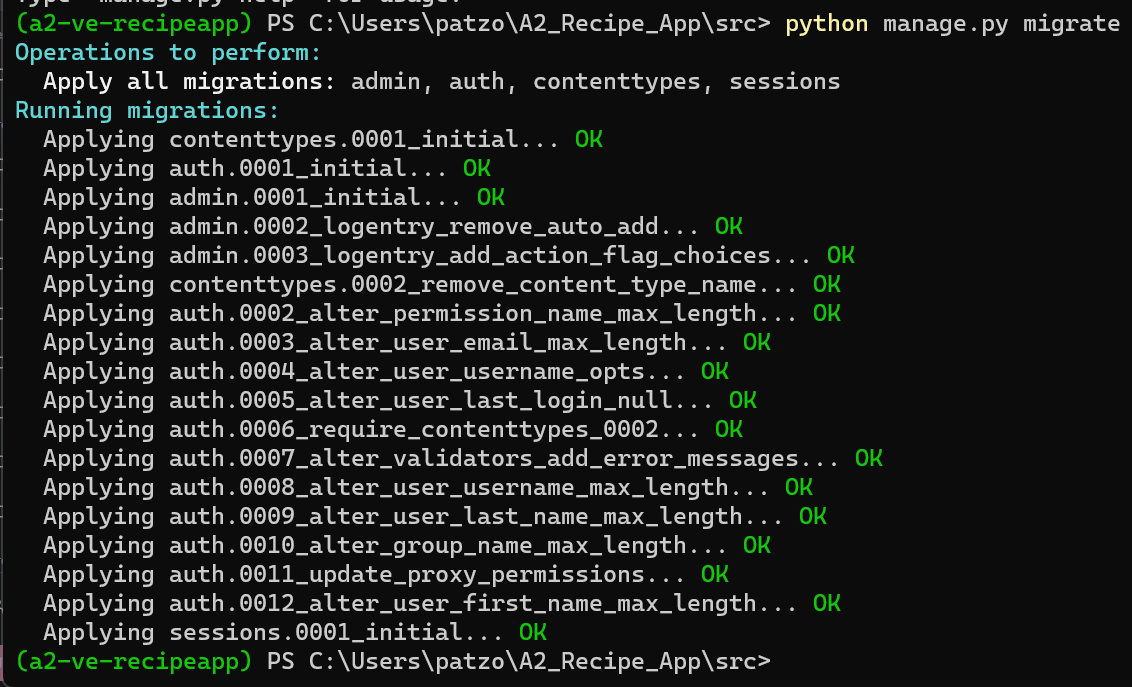 (a2-ve-recipeapp) PS C:\Users\patzo\A2_Recipe_App\src> python manage.py migrate
Operations to perform:
  Apply all migrations: admin, auth, contenttypes, sessions
Running migrations:
  Applying contenttypes.0001_initial... OK
  Applying auth.0001_initial... OK
  Applying admin.0001_initial... OK
  Applying admin.0002_logentry_remove_auto_add... OK
  Applying admin.0003_logentry_add_action_flag_choices... OK
  Applying contenttypes.0002_remove_content_type_name... OK
  Applying auth.0002_alter_permission_name_max_length... OK
  Applying auth.0003_alter_user_email_max_length... OK
  Applying auth.0004_alter_user_username_opts... OK
  Applying auth.0005_alter_user_last_login_null... OK
  Applying auth.0006_require_contenttypes_0002... OK
  Applying auth.0007_alter_validators_add_error_messages... OK
  Applying auth.0008_alter_user_username_max_length... OK
  Applying auth.0009_alter_user_last_name_max_length... OK
  Applying auth.0010_alter_group_name_max_length... OK
  Applying auth.0011_update_proxy_permissions... OK
  Applying auth.0012_alter_user_first_name_max_length... OK
  Applying sessions.0001_initial... OK
(a2-ve-recipeapp) PS C:\Users\patzo\A2_Recipe_App\src>